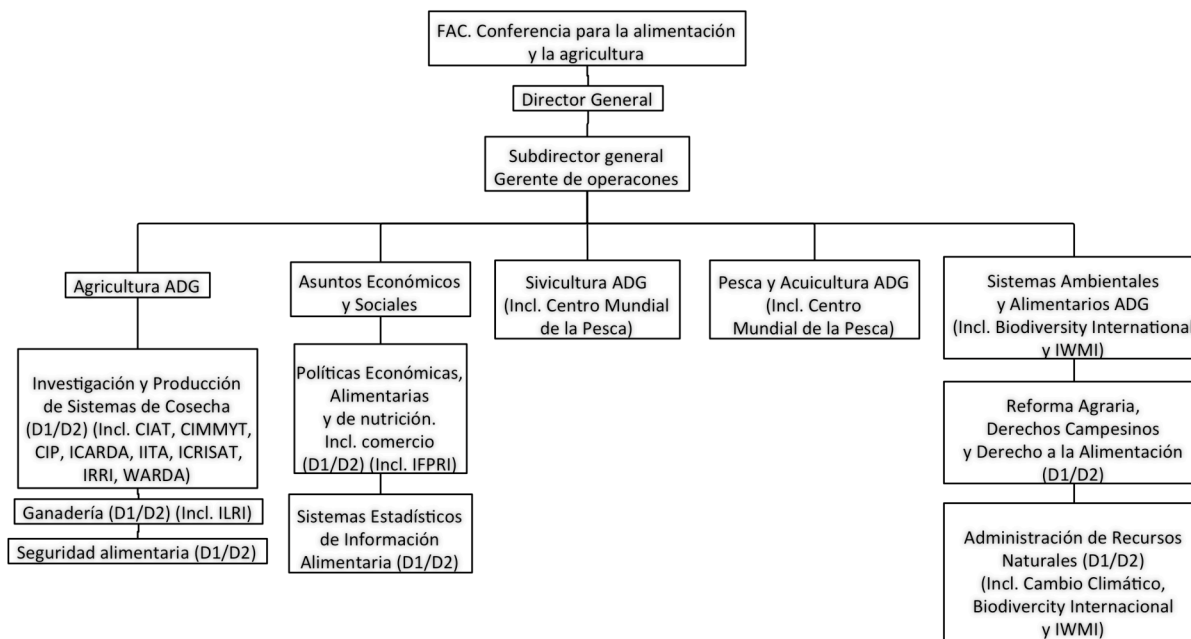 FAC. Conferencia para la alimentación
y la agricultura
Director General
Subdirector general
Gerente de operacones
Agricultura ADG
Investigación y Producción
de Sistemas de Cosecha
(D1/D2) (Incl. CIAT, CIMMYT,
CIP, ICARDA, IITA, ICRISAT,
IRRI, WARDA)
Ganadería (D1/D2) (Incl. ILRI)
Seguridad alimentaria (D1/D2)
Asuntos Económicos
y Sociales
Políticas Económicas,
Alimentarias
y de nutrición.
Incl. comercio
(D1/D2) (Incl. IFPRI)
Sistemas Estadísticos
de Información
Alimentaria (D1/D2)
Sivicultura ADG
(Incl. Centro Mundial
de la Pesca)
Pesca y Acuicultura ADG
(Incl. Centro
Mundial de la Pesca)
Sistemas Ambientales
y Alimentarios ADG
(Incl. Biodiversity International
y IWMI)
Reforma Agraria,
Derechos Campesinos
y Derecho a la Alimentación
(D1/D2)
Administración de Recursos
Naturales (D1/D2)
(Incl. Cambio Climático,
Biodivercity Internacional
y IWMI)